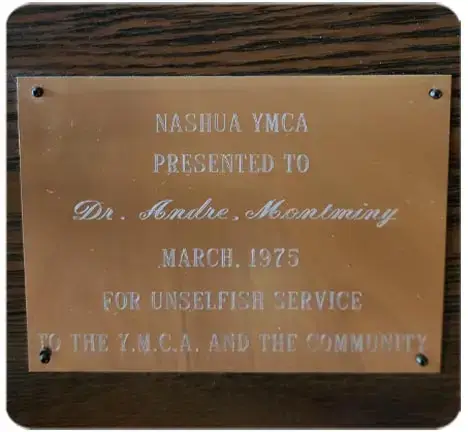 NASHUA YMCA
PRESENTED TO
Dr. Andre Montminy
MARCH, 1975
FOR UNSELFISH SERVICE
TO THE Y.M.C.A. AND THE COMMUNITY